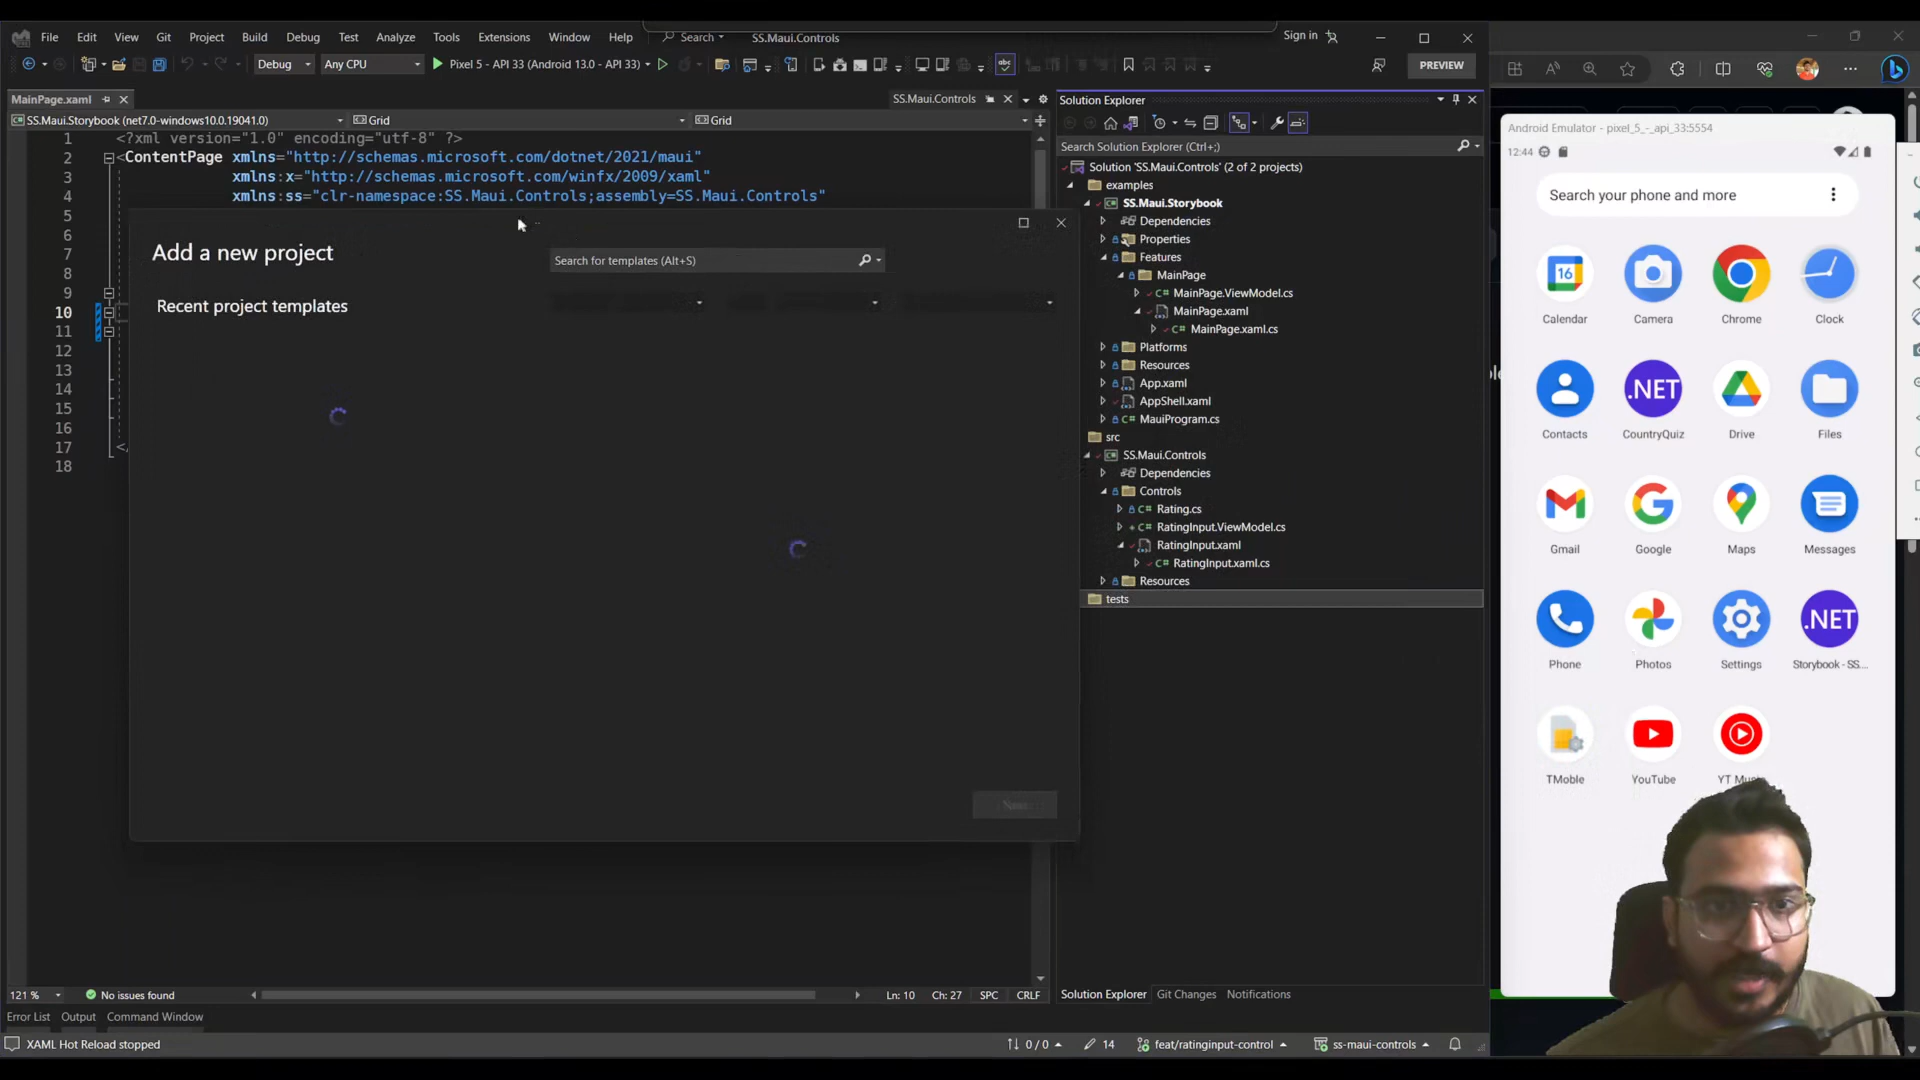 File Edit View Git Project Build Debug Test Analyze Tools Extensions Window Help Search SS.Maui.Controls Sign in
Debug Any CPU Pixel 5 - API 33 (Android 13.0 - API 33) PREVIEW
MainPage.xaml SS.Maui.Controls
SS.Maui.Storybook (net7.0-windows10.0.19041.0) Grid Grid
1 <?xml version="1.0" encoding="utf-8" ?>
2 <ContentPage xmlns="http://schemas.microsoft.com/dotnet/2021/maui"
3 xmlns:x="http://schemas.microsoft.com/winfx/2009/xaml"
4 xmlns:ss="clr-namespace:SS.Maui.Controls;assembly=SS.Maui.Controls"
5
6
7
8
9
10
11
12
13
14
15
16
17 </
18
Add a new project
Search for templates (Alt+S)
Recent project templates
121 % No issues found Ln: 10 Ch: 27 SPC CRLF
Error List Output Command Window
XAML Hot Reload stopped 0 / 0 14 feat/ratinginput-control ss-maui-controls
Solution Explorer
Search Solution Explorer (Ctrl+;)
Solution 'SS.Maui.Controls' (2 of 2 projects)
examples
SS.Maui.Storybook
Dependencies
Properties
Features
MainPage
C# MainPage.ViewModel.cs
MainPage.xaml
C# MainPage.xaml.cs
Platforms
Resources
App.xaml
AppShell.xaml
C# MauiProgram.cs
src
SS.Maui.Controls
Dependencies
Controls
C# Rating.cs
C# RatingInput.ViewModel.cs
RatingInput.xaml
C# RatingInput.xaml.cs
Resources
tests
Solution Explorer Git Changes Notifications
Android Emulator - pixel_5_-_api_33:5554
12:44
Search your phone and more
16
Calendar Camera Chrome Clock
.NET
Contacts CountryQuiz Drive Files
Gmail Google Maps Messages
.NET
Phone Photos Settings Storybook - SS...
TMoble YouTube YT Music